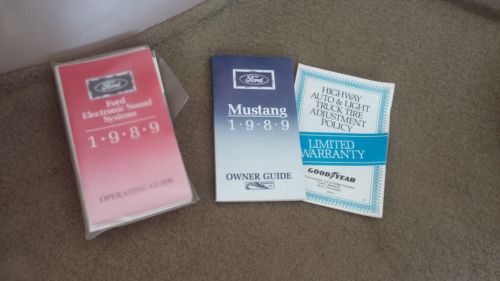 Ford
Ford
Electronic Sound
Systems
1·9·8·9
OPERATING GUIDE
Ford
Mustang
1·9·8·9
OWNER GUIDE
HIGHWAY
AUTO & LIGHT
TRUCK TIRE
ADJUSTMENT
POLICY
LIMITED
WARRANTY
GOODYEAR